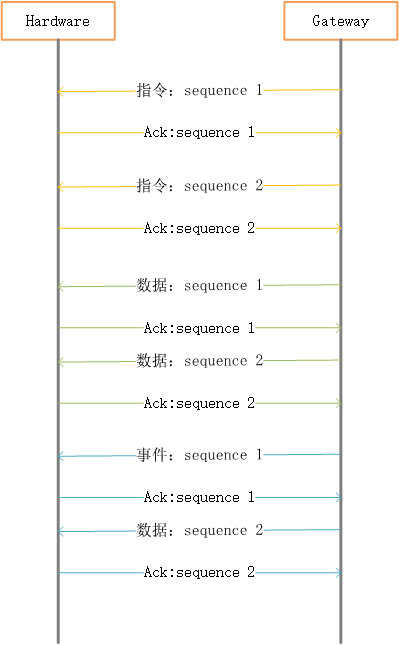 Hardware
Gateway
指令：sequence 1
Ack:sequence 1
指令：sequence 2
Ack:sequence 2
数据：sequence 1
Ack:sequence 1
数据：sequence 2
Ack:sequence 2
事件：sequence 1
Ack:sequence 1
数据：sequence 2
Ack:sequence 2